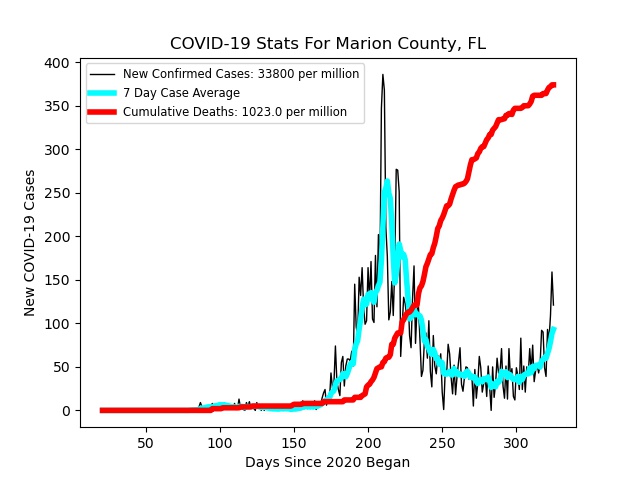 COVID-19 Stats For Marion County, FL
New Confirmed Cases: 33800 per million
7 Day Case Average
Cumulative Deaths: 1023.0 per million
New COVID-19 Cases
400
350
300
250
200
150
100
50
0
50 100 150 200 250 300
Days Since 2020 Began